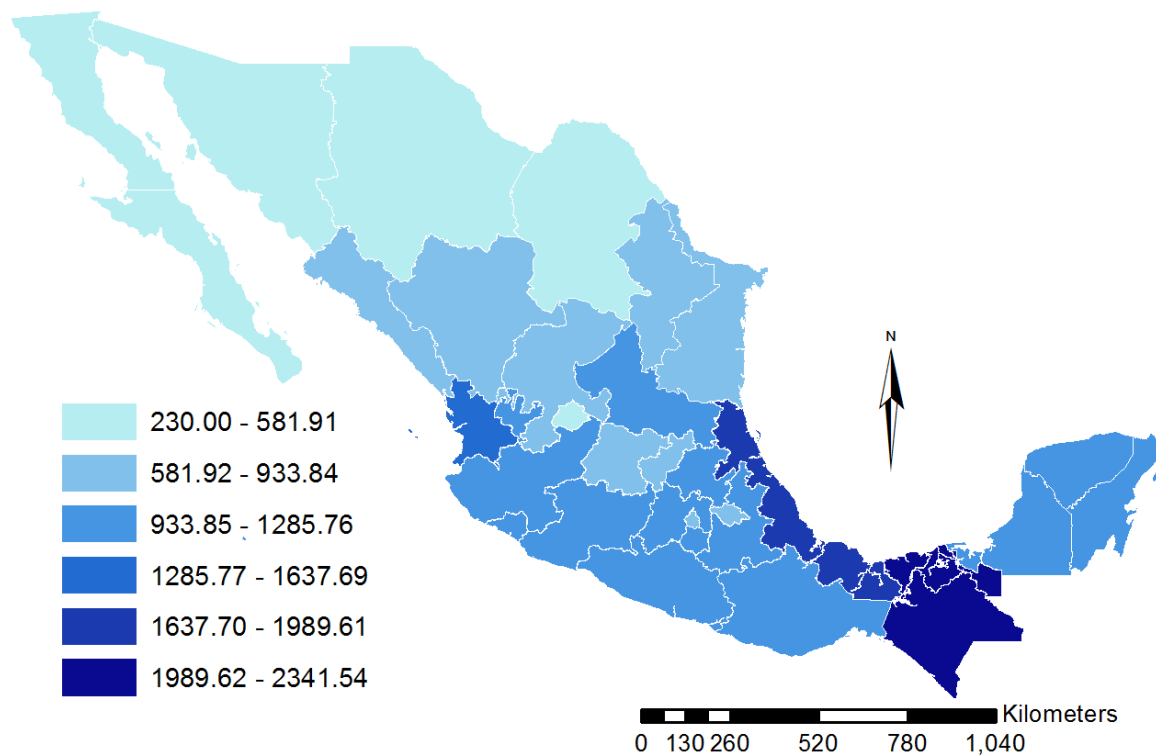 N
230.00 - 581.91
581.92 - 933.84
933.85 - 1285.76
1285.77 - 1637.69
1637.70 - 1989.61
1989.62 - 2341.54
Kilometers
0 130 260 520 780 1,040